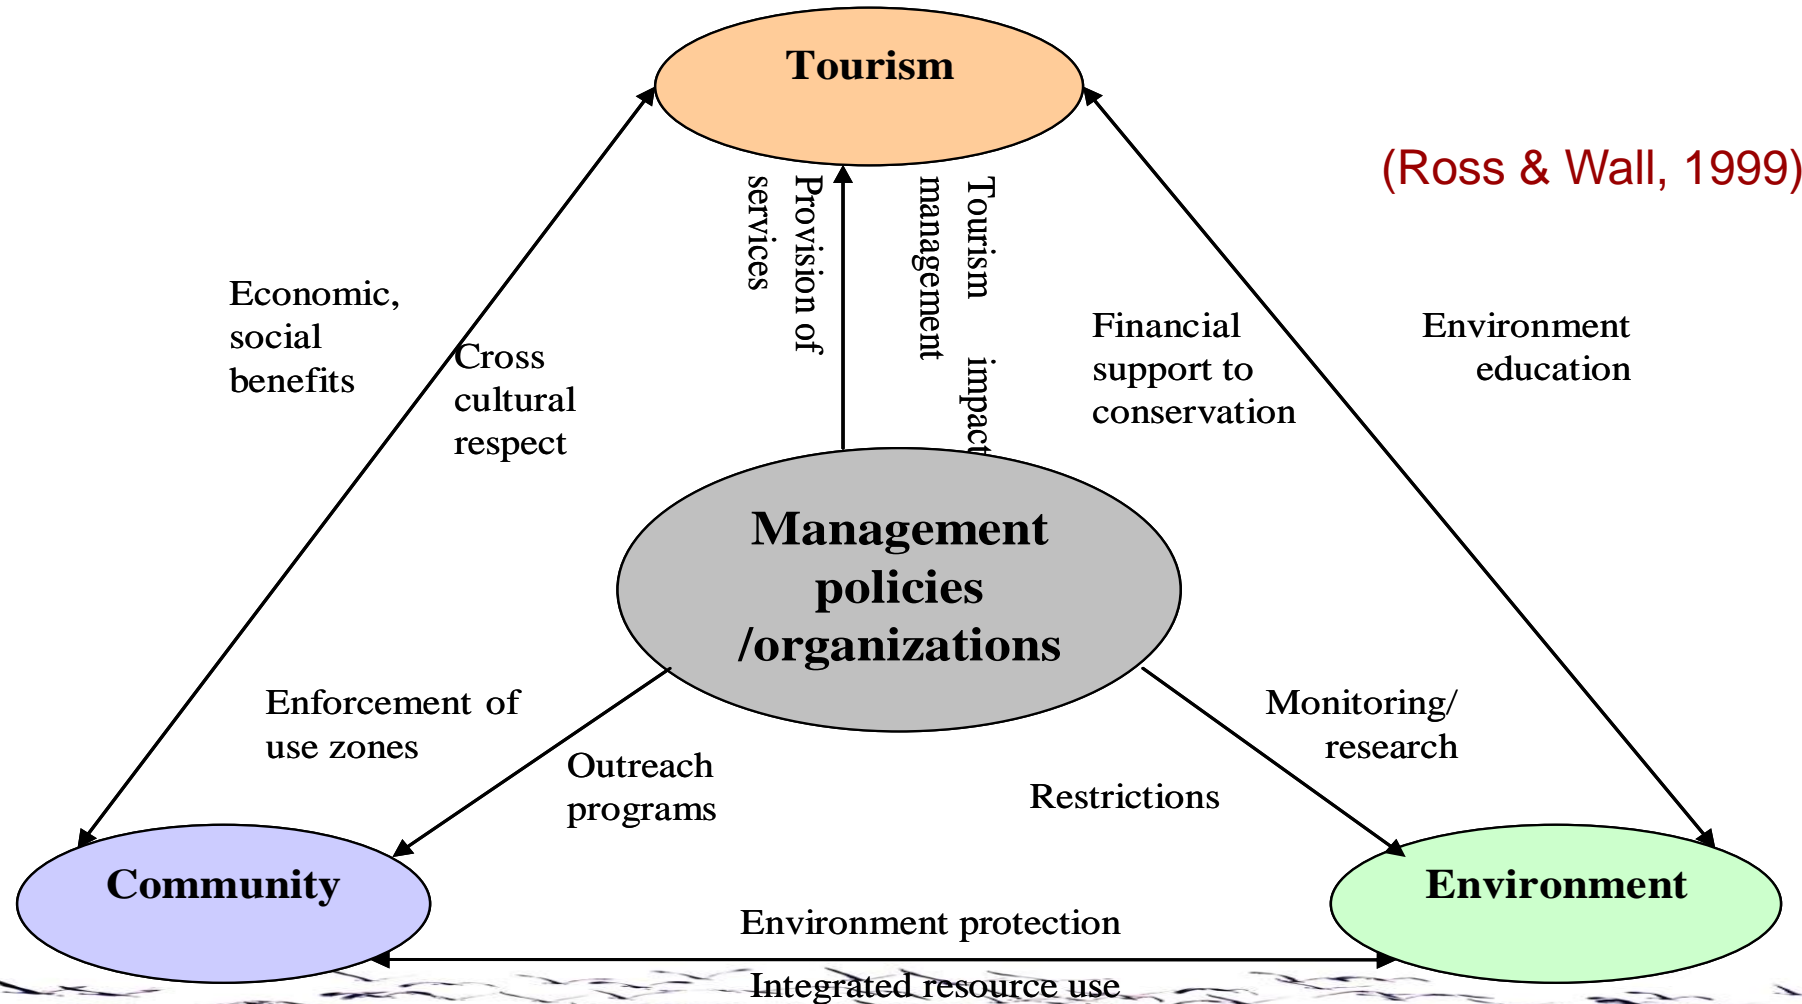 Tourism
(Ross & Wall, 1999)
Provision of
services
Tourism impact
management
Economic,
social
benefits
Cross
cultural
respect
Financial
support to
conservation
Environment
education
Management
policies
/organizations
Enforcement of
use zones
Outreach
programs
Monitoring/
research
Restrictions
Community
Environment
Environment protection
Integrated resource use